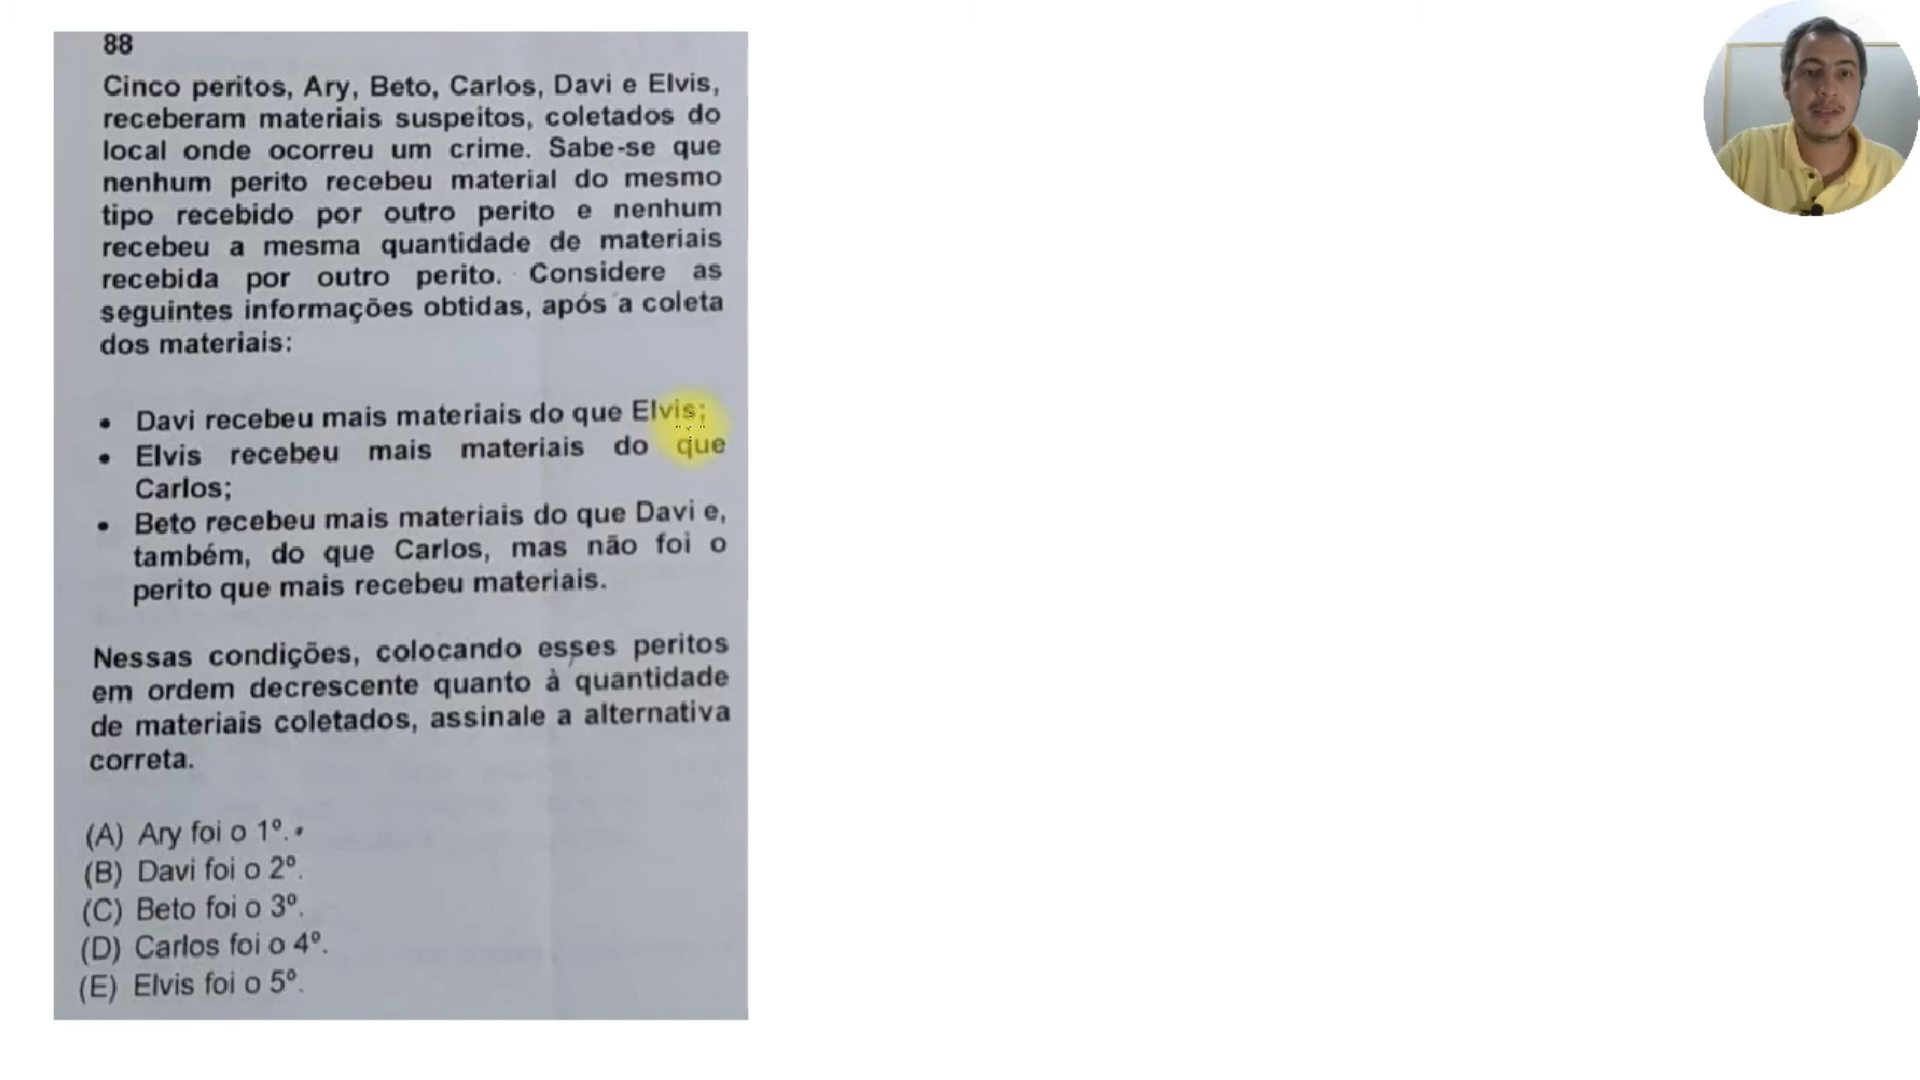 88
Cinco peritos, Ary, Beto, Carlos, Davi e Elvis,
receberam materiais suspeitos, coletados do
local onde ocorreu um crime. Sabe-se que
nenhum perito recebeu material do mesmo
tipo recebido por outro perito e nenhum
recebeu a mesma quantidade de materiais
recebida por outro perito. Considere as
seguintes informações obtidas, após a coleta
dos materiais:
• Davi recebeu mais materiais do que Elvis;
• Elvis recebeu mais materiais do que
Carlos;
• Beto recebeu mais materiais do que Davi e,
também, do que Carlos, mas não foi o
perito que mais recebeu materiais.
Nessas condições, colocando esses peritos
em ordem decrescente quanto à quantidade
de materiais coletados, assinale a alternativa
correta.
(A) Ary foi o 1º.
(B) Davi foi o 2º.
(C) Beto foi o 3º.
(D) Carlos foi o 4º.
(E) Elvis foi o 5º.